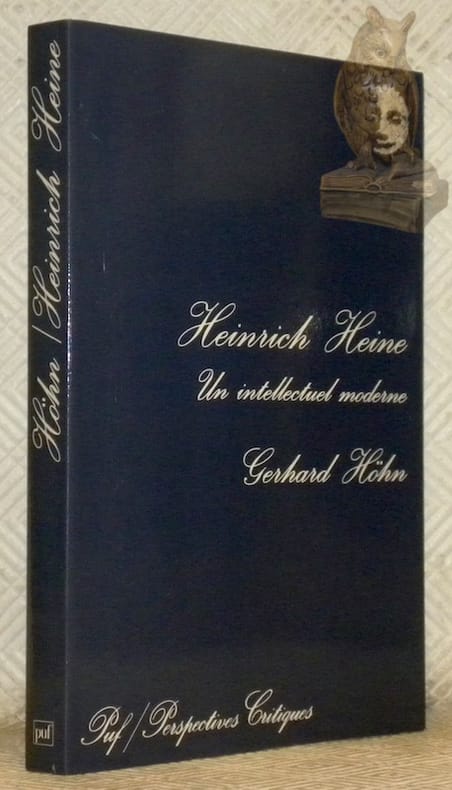 Höhn / Heinrich Heine
puf
Heinrich Heine
Un intellectuel moderne
Gerhard Höhn
Puf / Perspectives Critiques